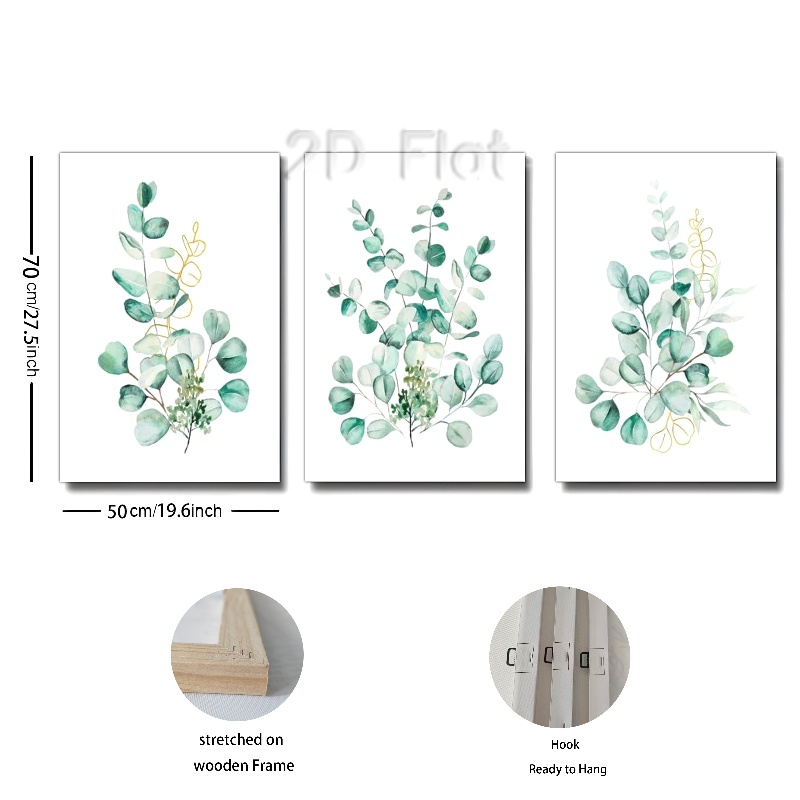 2D Flat
70 cm/27.5inch
50 cm/19.6inch
stretched on
wooden Frame
Hook
Ready to Hang